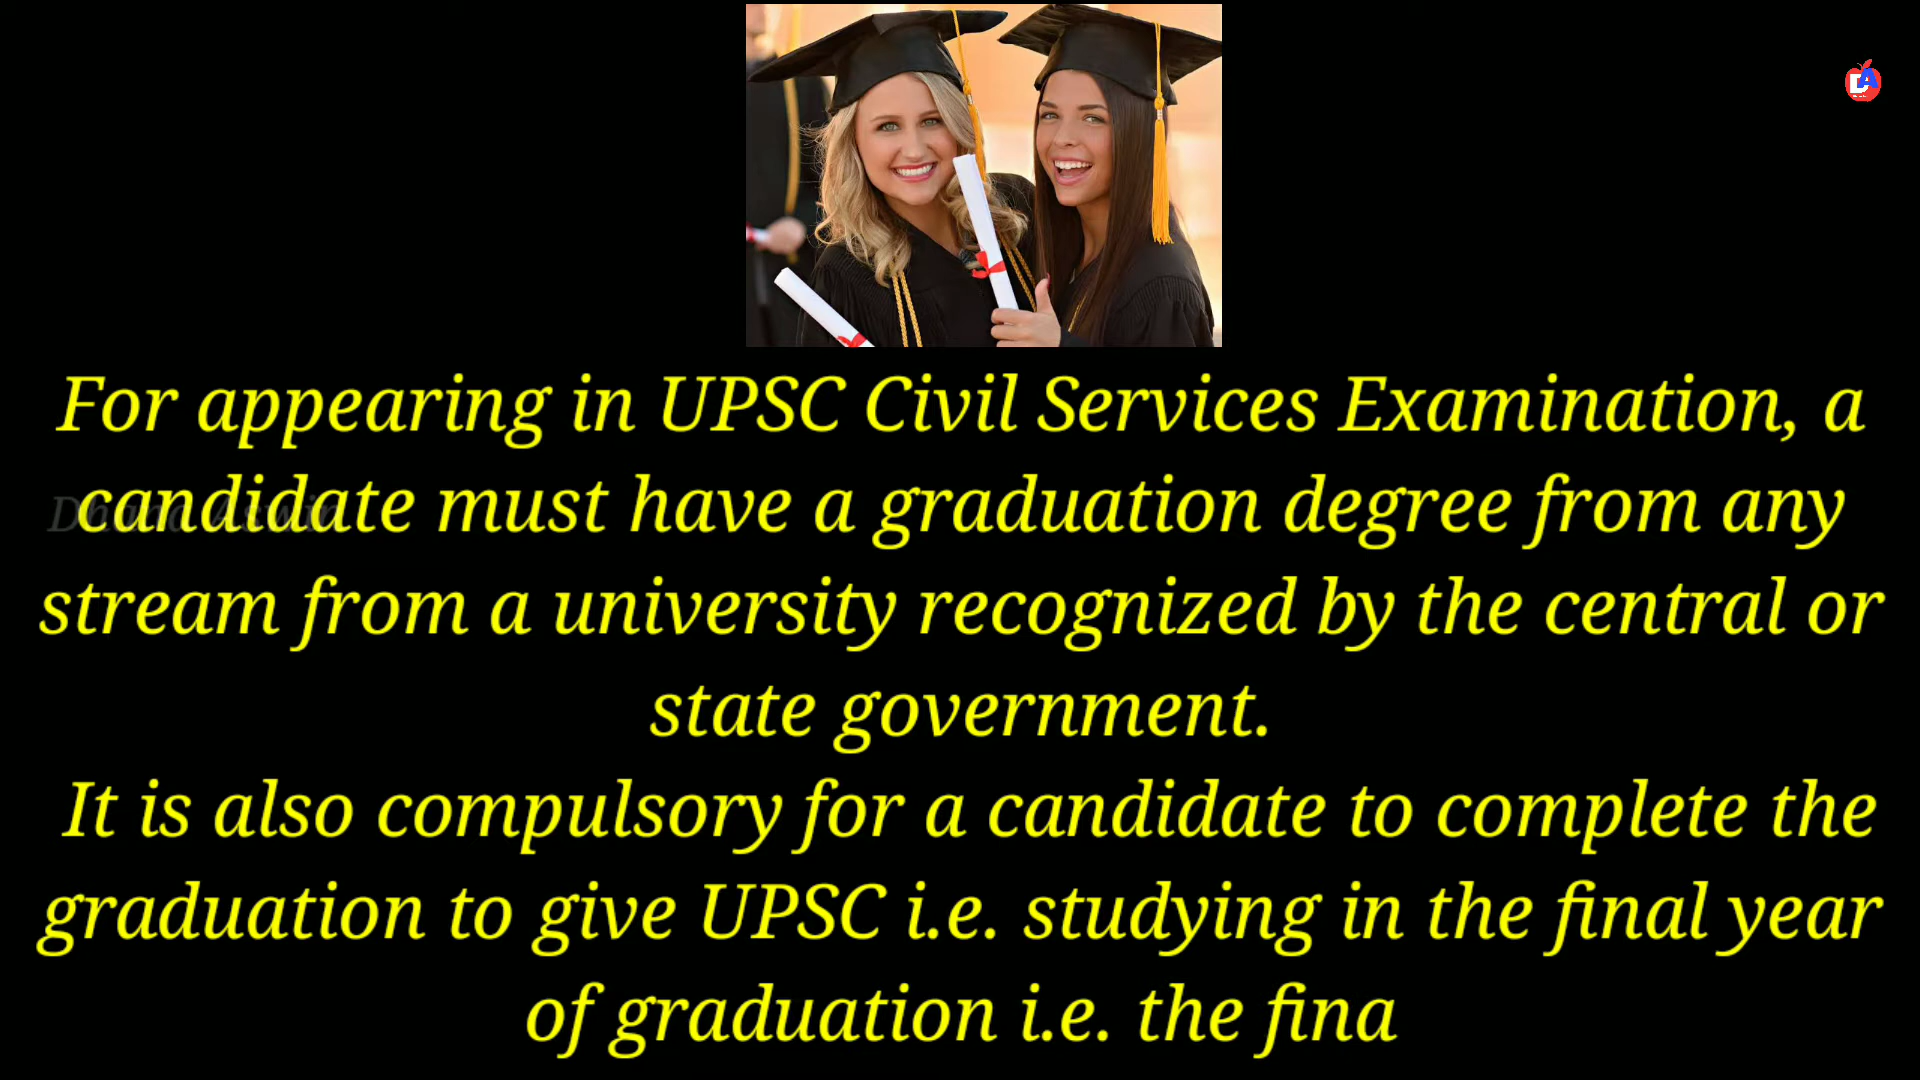 For appearing in UPSC Civil Services Examination, a
candidate must have a graduation degree from any
stream from a university recognized by the central or
state government.
It is also compulsory for a candidate to complete the
graduation to give UPSC i.e. studying in the final year
of graduation i.e. the fina
DA